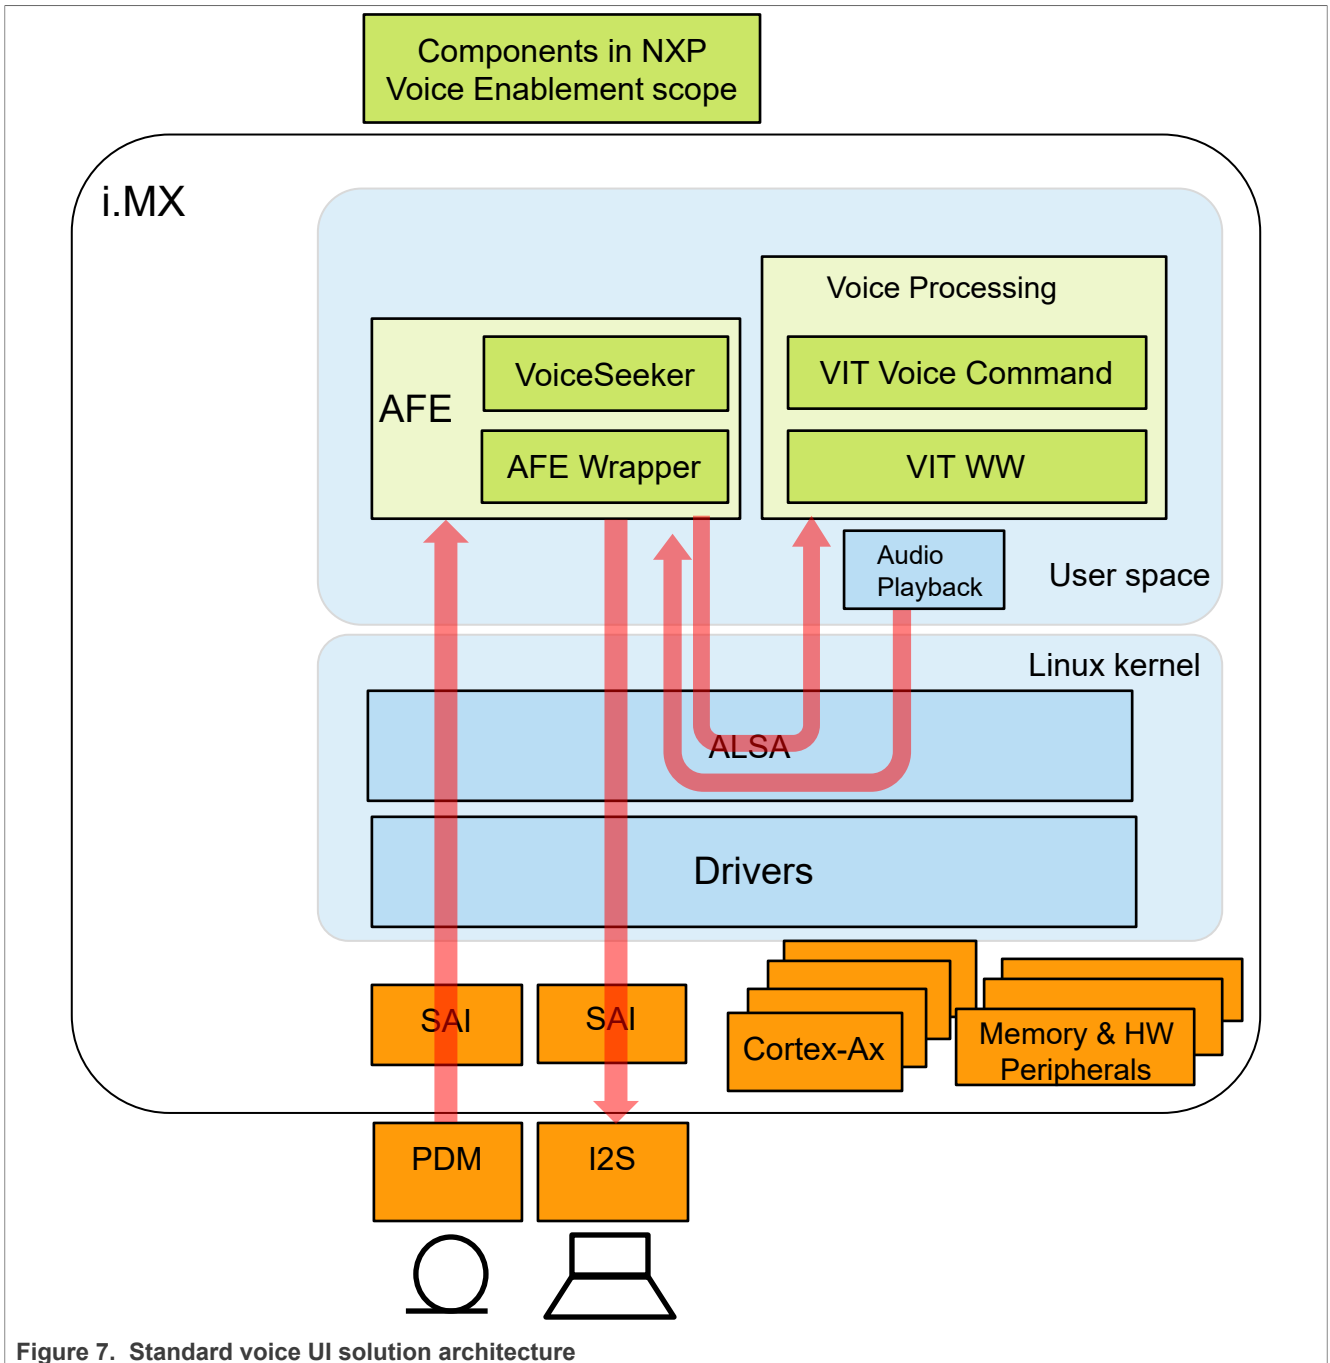 Components in NXP
Voice Enablement scope
i.MX
Voice Processing
VoiceSeeker
VIT Voice Command
AFE
AFE Wrapper
VIT WW
Audio
Playback
User space
Linux kernel
ALSA
Drivers
SAI
SAI
Cortex-Ax
Memory & HW
Peripherals
PDM
I2S
Figure 7. Standard voice UI solution architecture